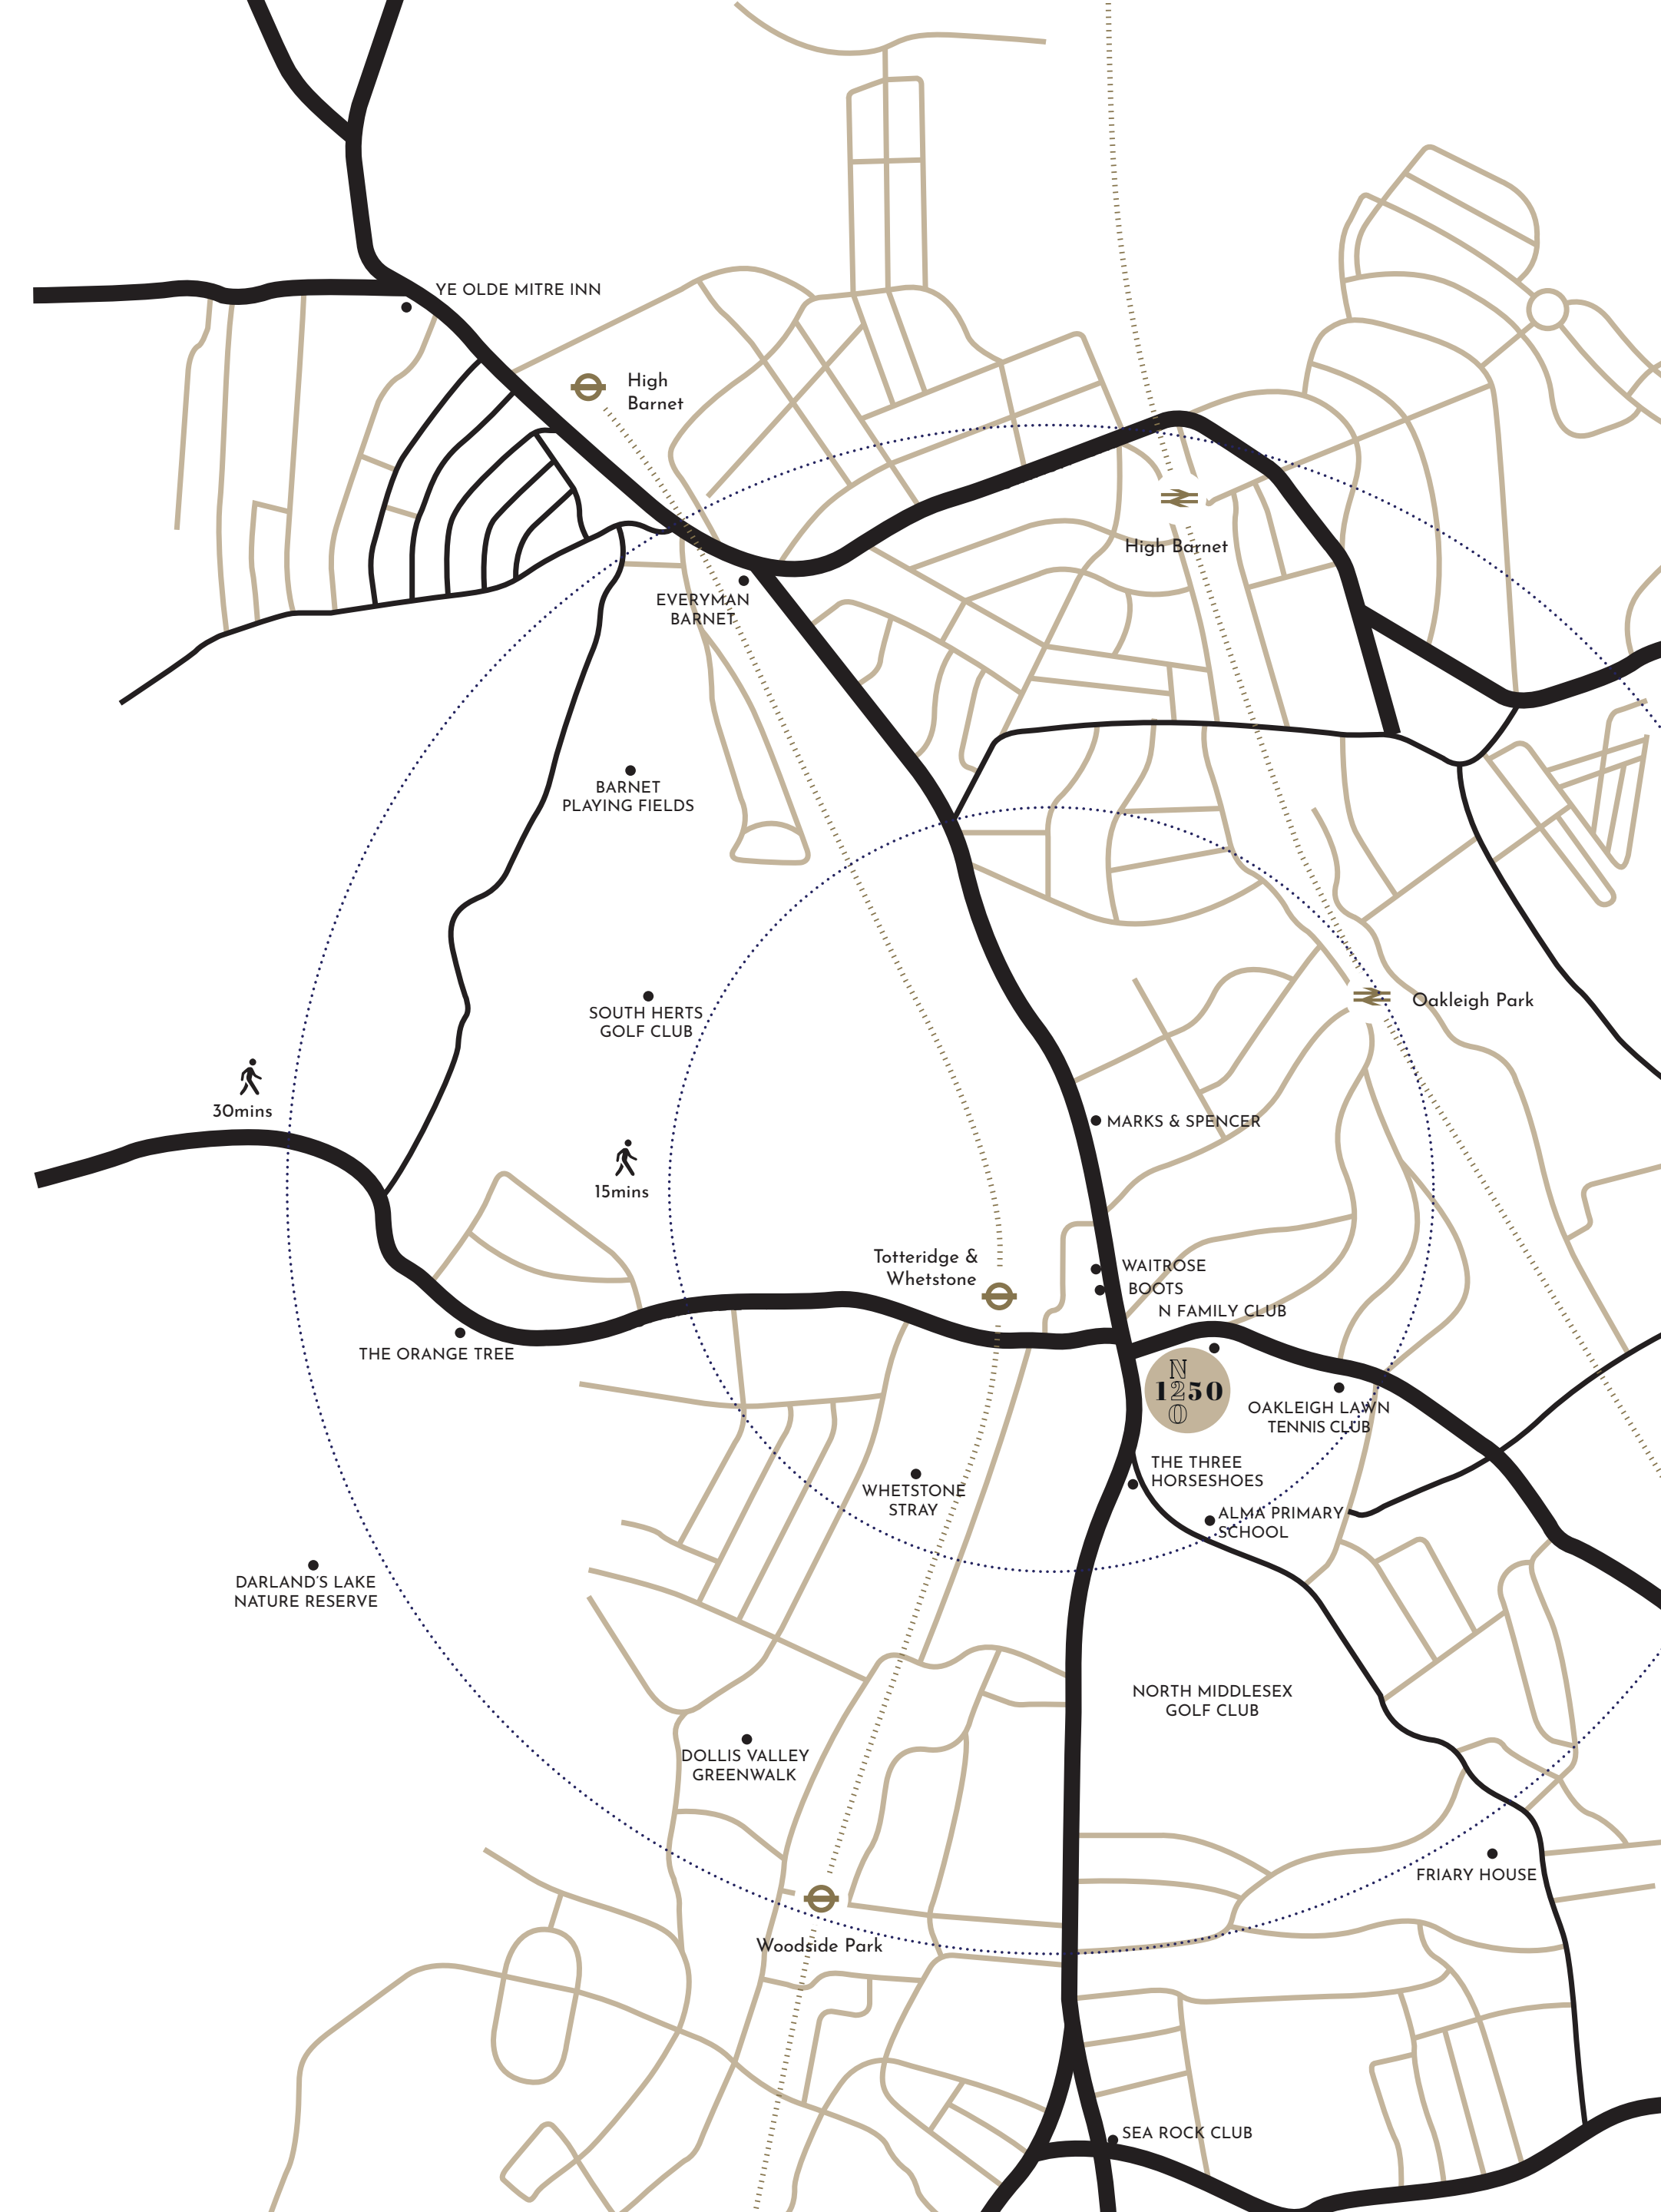 YE OLDE MITRE INN
High
Barnet
High Barnet
EVERYMAN
BARNET
BARNET
PLAYING FIELDS
SOUTH HERTS
GOLF CLUB
Oakleigh Park
30mins
MARKS & SPENCER
15mins
Totteridge &
Whetstone
WAITROSE
BOOTS
N FAMILY CLUB
THE ORANGE TREE
N
1250
O
OAKLEIGH LAWN
TENNIS CLUB
THE THREE
HORSESHOES
WHETSTONE
STRAY
ALMA PRIMARY
SCHOOL
DARLAND'S LAKE
NATURE RESERVE
NORTH MIDDLESEX
GOLF CLUB
DOLLIS VALLEY
GREENWALK
FRIARY HOUSE
Woodside Park
SEA ROCK CLUB